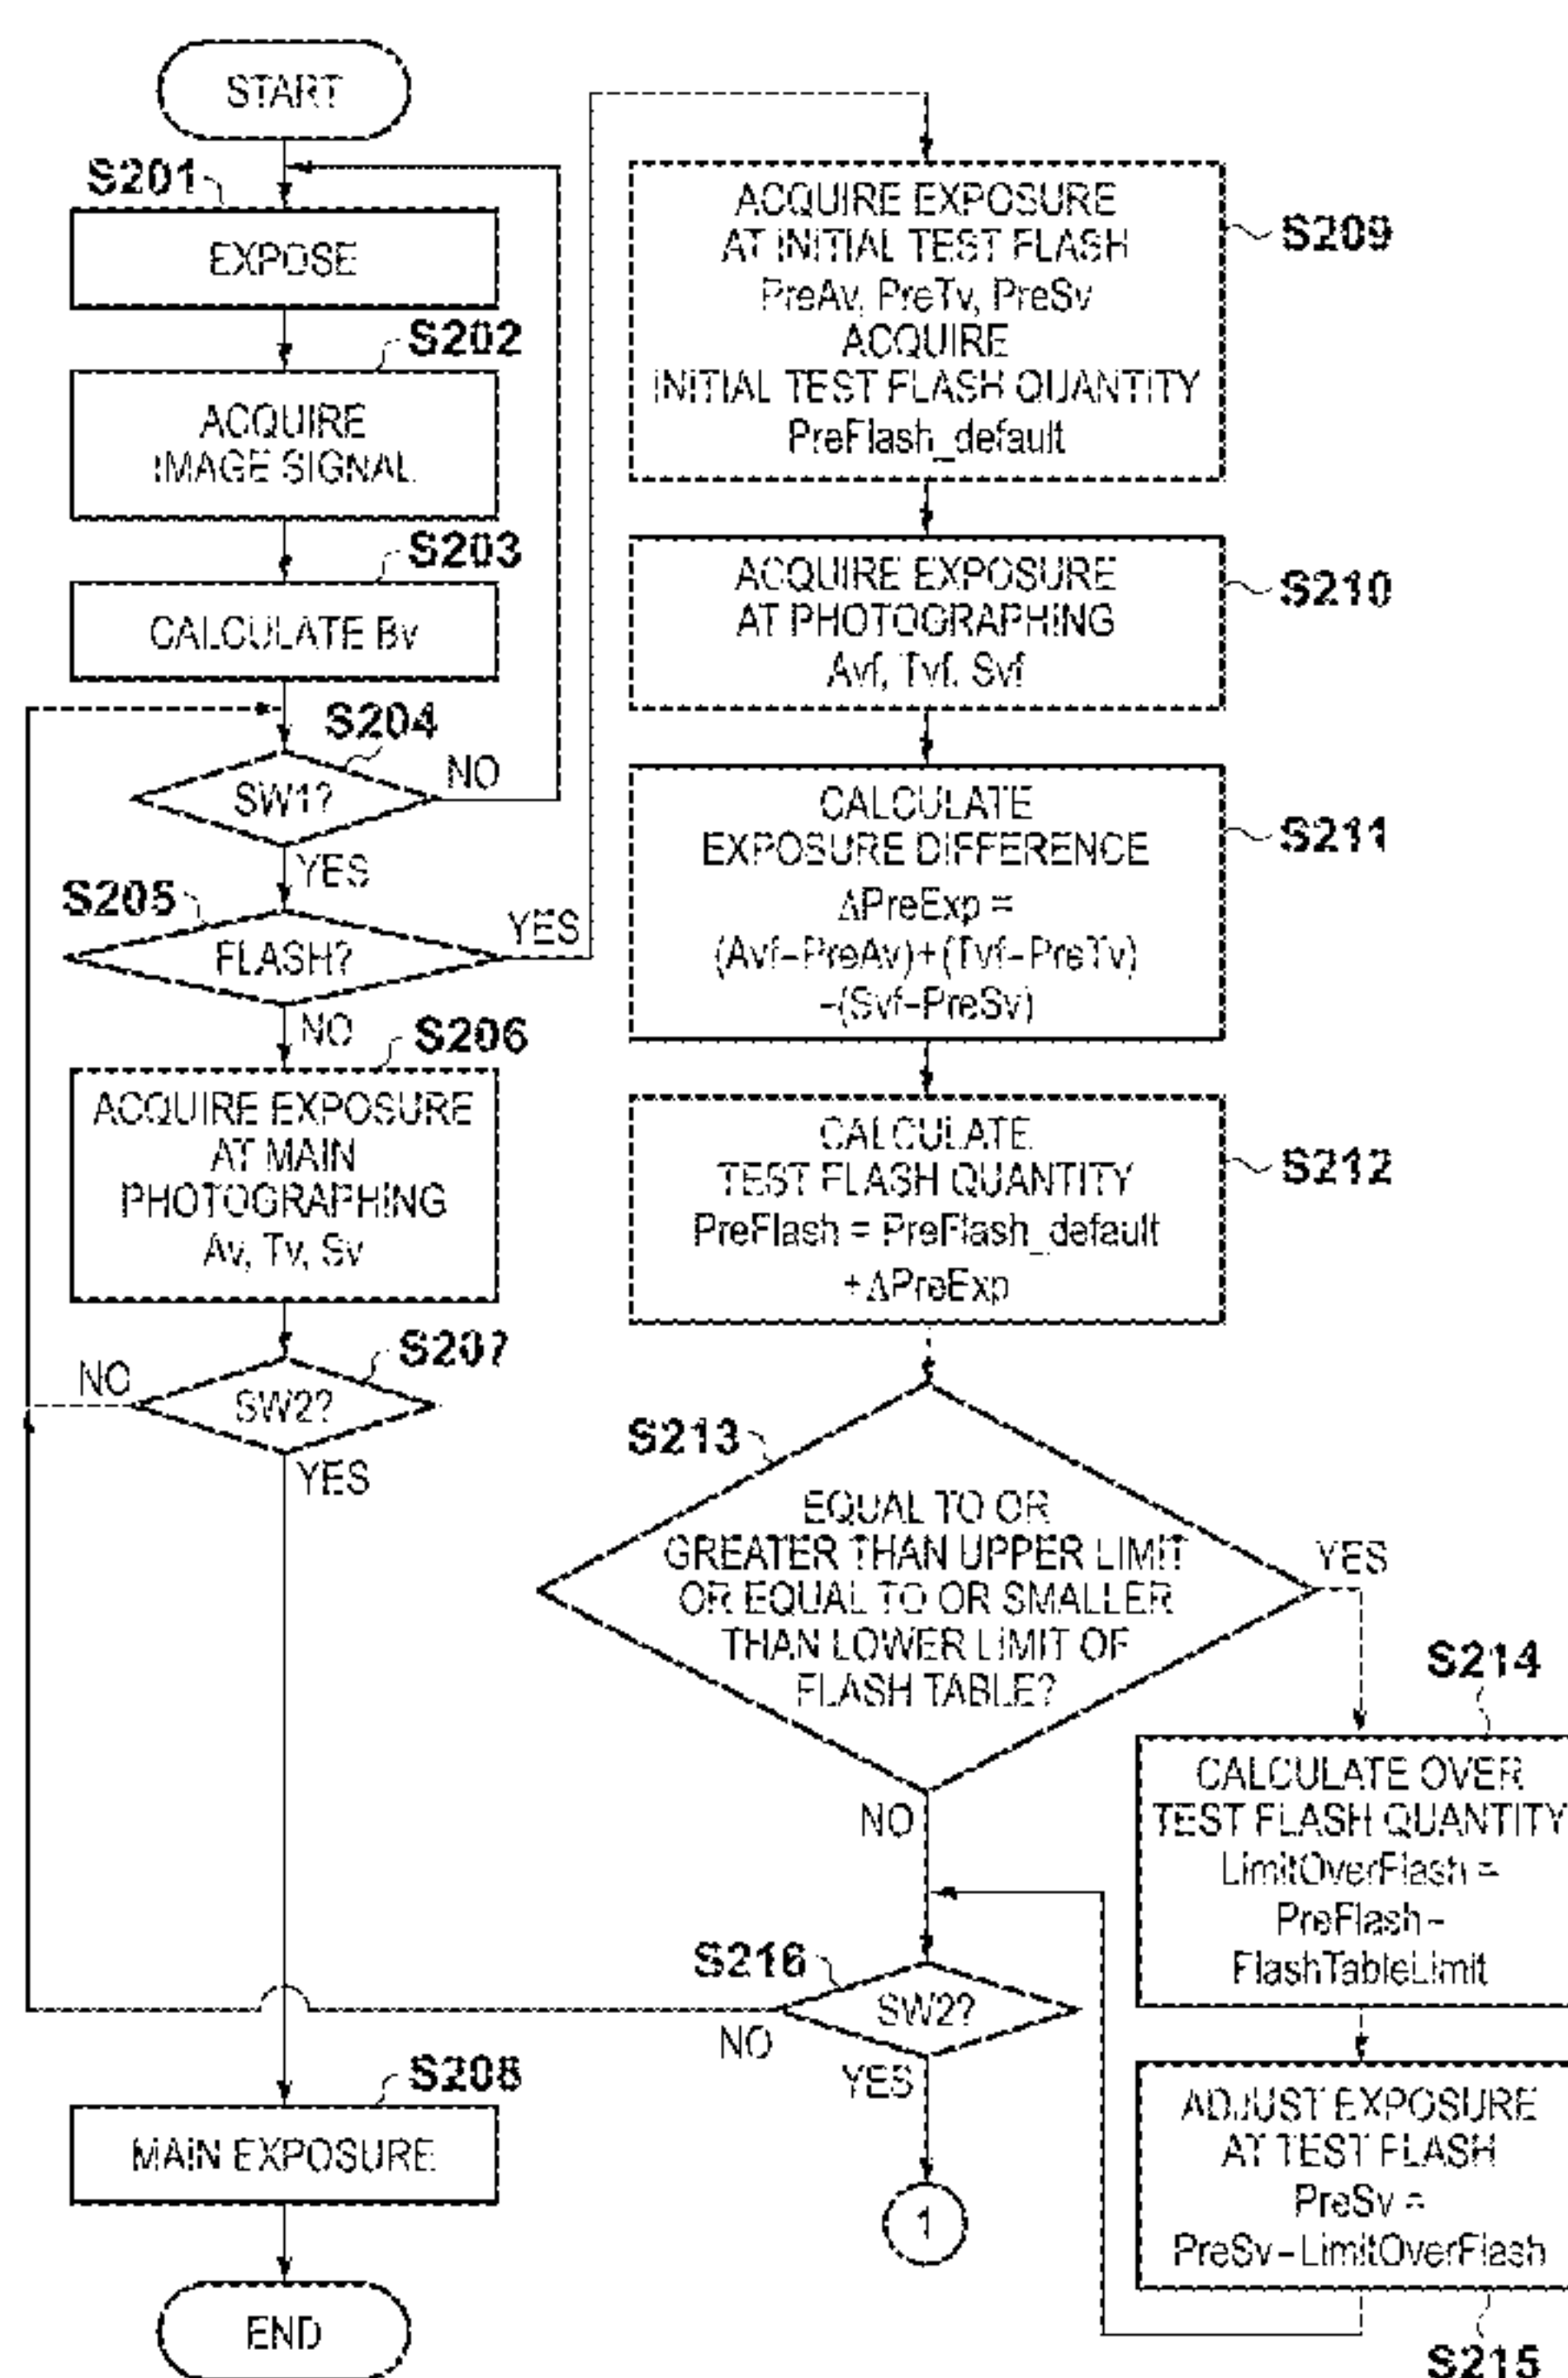 START
S201
EXPOSE
S202
ACQUIRE
IMAGE SIGNAL
S203
CALCULATE Bv
S204
SW1?
NO
YES
S205
FLASH?
YES
NO
S206
ACQUIRE EXPOSURE
AT MAIN
PHOTOGRAPHING
Av, Tv, Sv
S207
NO
SW2?
YES
S208
MAIN EXPOSURE
END
ACQUIRE EXPOSURE
AT INITIAL TEST FLASH
PreAv, PreTv, PreSv
ACQUIRE
INITIAL TEST FLASH QUANTITY
PreFlash_default
S209
ACQUIRE EXPOSURE
AT PHOTOGRAPHING
Avf, Tvf, Svf
S210
CALCULATE
EXPOSURE DIFFERENCE
ΔPreExp =
(Avf-PreAv)+(Tvf-PreTv)
-(Svf-PreSv)
S211
CALCULATE
TEST FLASH QUANTITY
PreFlash = PreFlash_default
+ΔPreExp
S212
S213
EQUAL TO OR
GREATER THAN UPPER LIMIT
OR EQUAL TO OR SMALLER
THAN LOWER LIMIT OF
FLASH TABLE?
YES
NO
S214
CALCULATE OVER
TEST FLASH QUANTITY
LimitOverFlash =
PreFlash-
FlashTableLimit
ADJUST EXPOSURE
AT TEST FLASH
PreSv =
PreSv-LimitOverFlash
S215
S216
SW2?
NO
YES
1